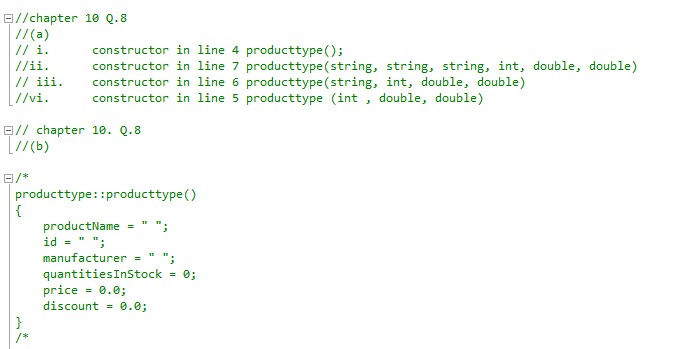 //chapter 10 Q.8
//(a)
// i.      constructor in line 4 producttype();
//ii.      constructor in line 7 producttype(string, string, string, int, double, double)
// iii.    constructor in line 6 producttype(string, int, double, double)
//vi.      constructor in line 5 producttype (int , double, double)
// chapter 10. Q.8
//(b)
/*
producttype::producttype()
{
    productName = " ";
    id = " ";
    manufacturer = " ";
    quantitiesInStock = 0;
    price = 0.0;
    discount = 0.0;
}
/*